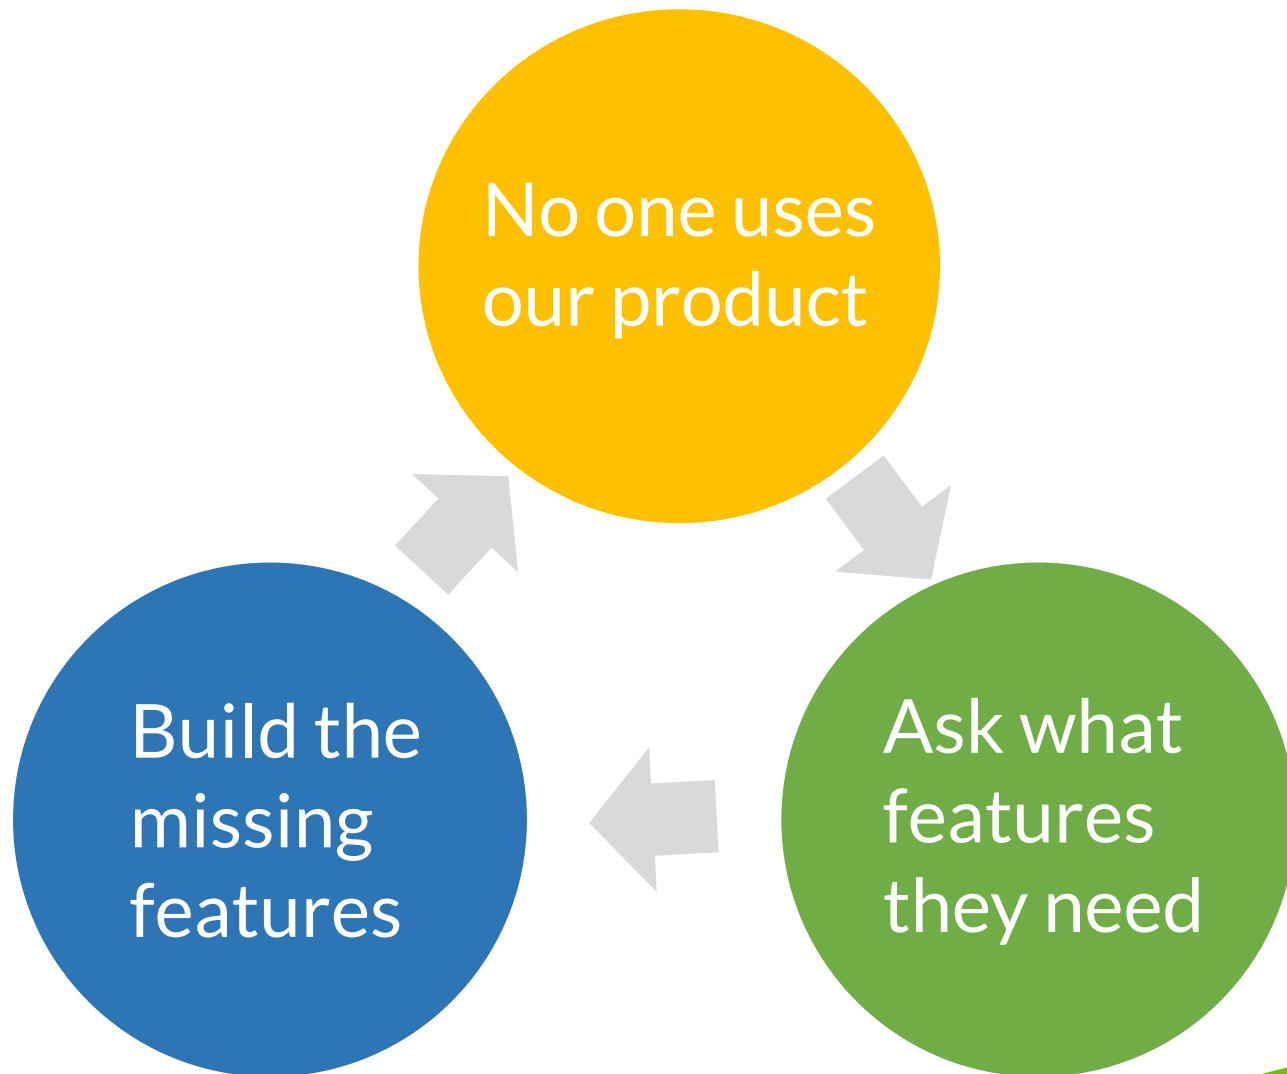 No one uses
our product
Ask what
features
they need
Build the
missing
features